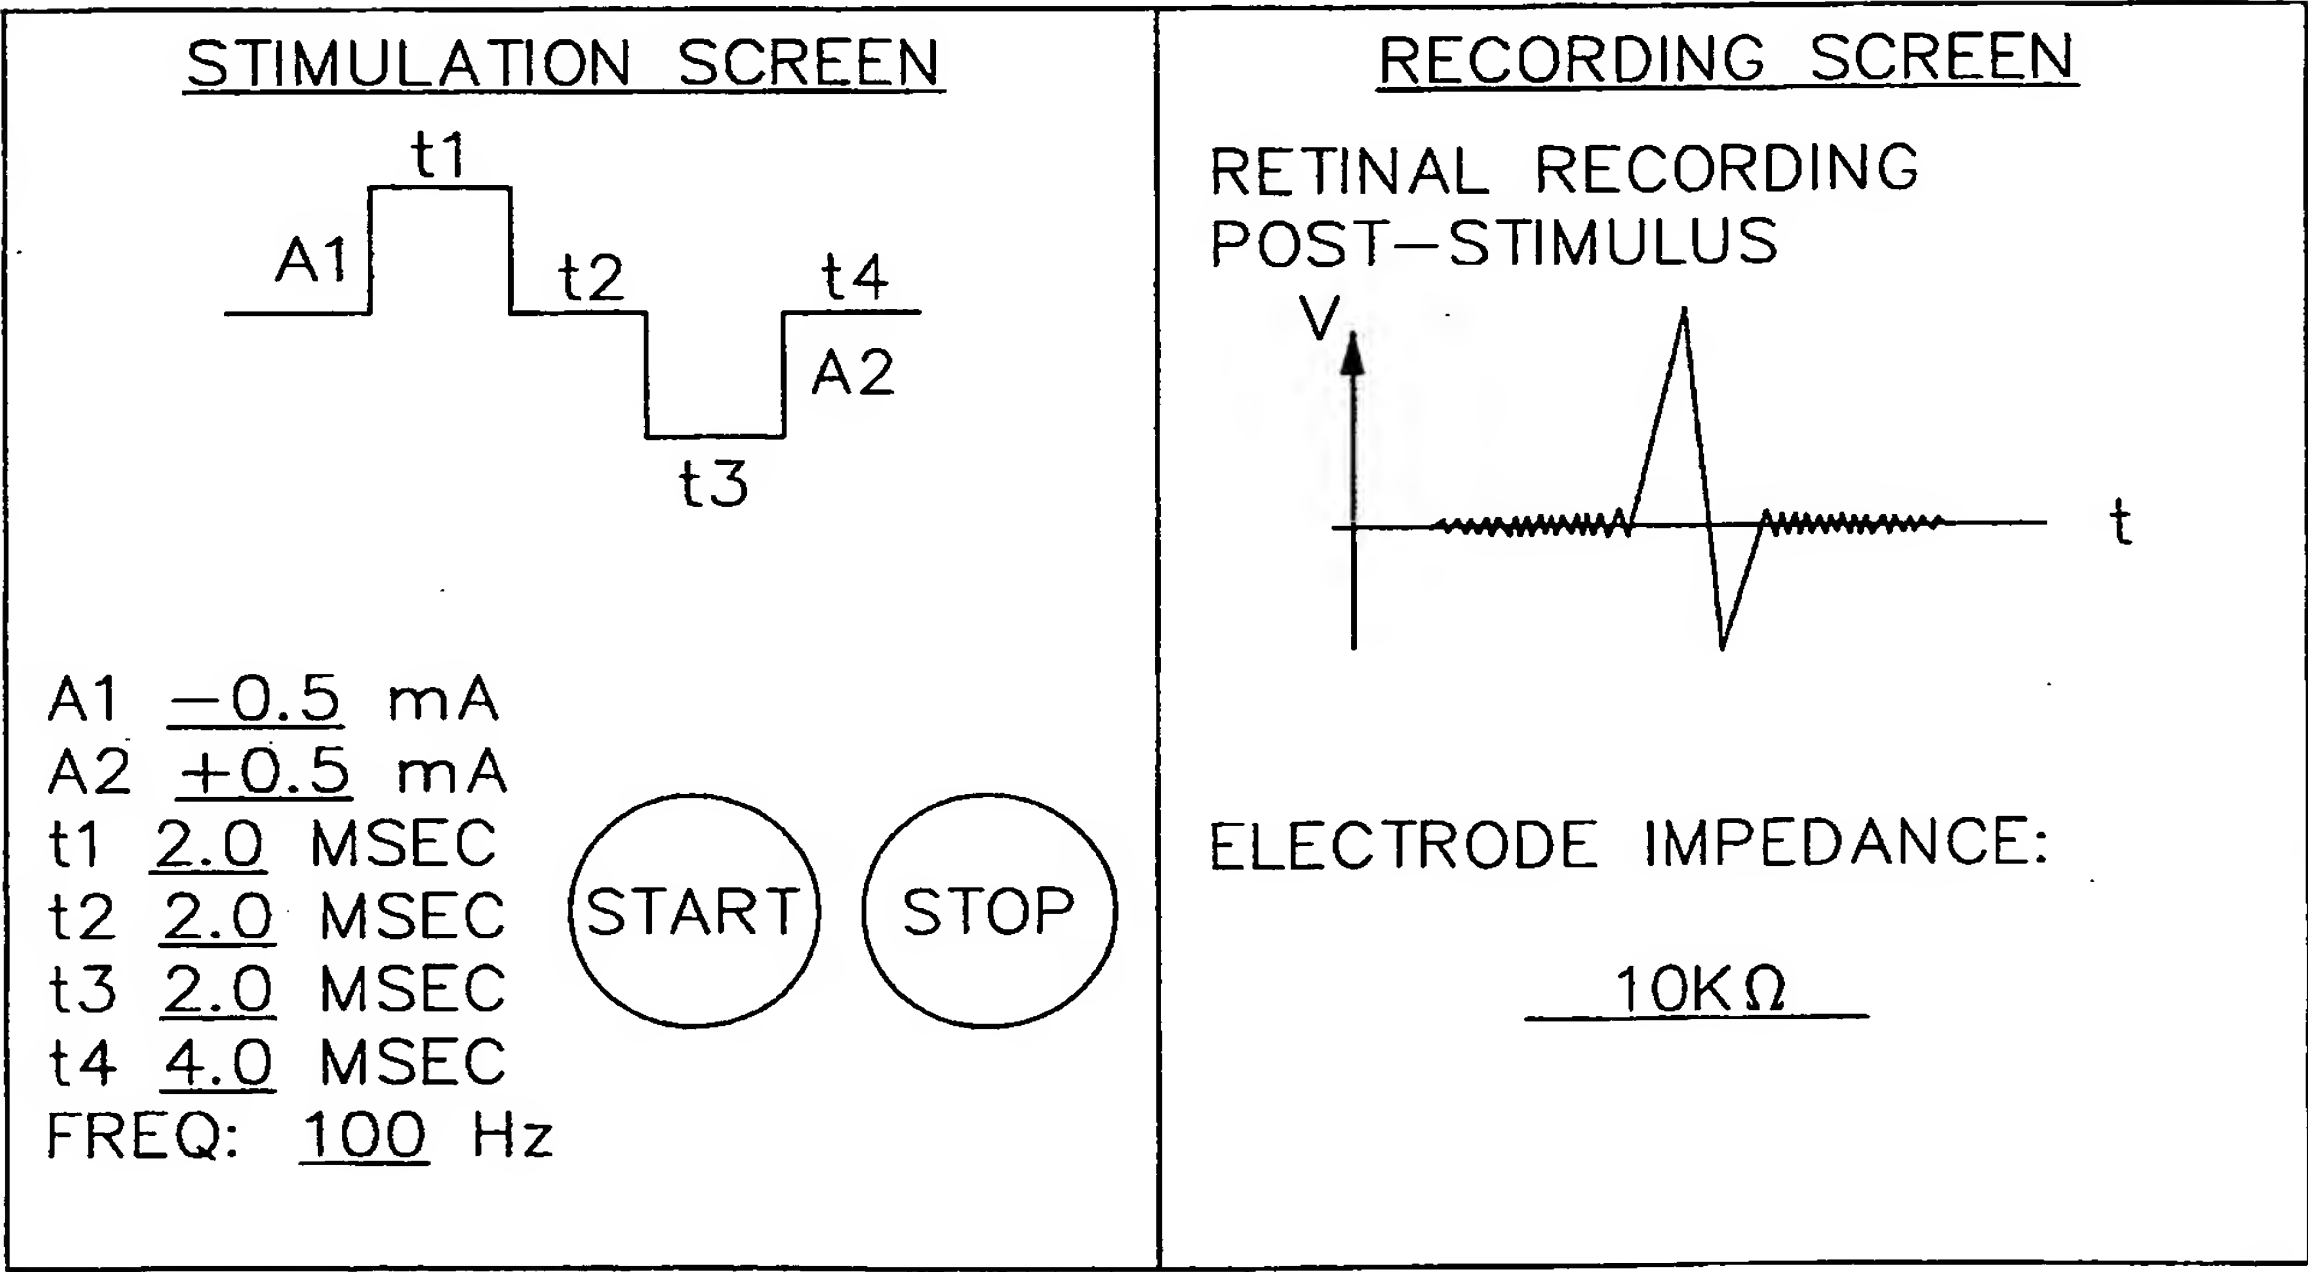 STIMULATION SCREEN
t1
A1
t2
t4
A2
t3
A1 −0.5 mA
A2 +0.5 mA
t1 2.0 MSEC
t2 2.0 MSEC
t3 2.0 MSEC
t4 4.0 MSEC
FREQ: 100 Hz
START
STOP
RECORDING SCREEN
RETINAL RECORDING
POST−STIMULUS
V
t
ELECTRODE IMPEDANCE:
10KΩ